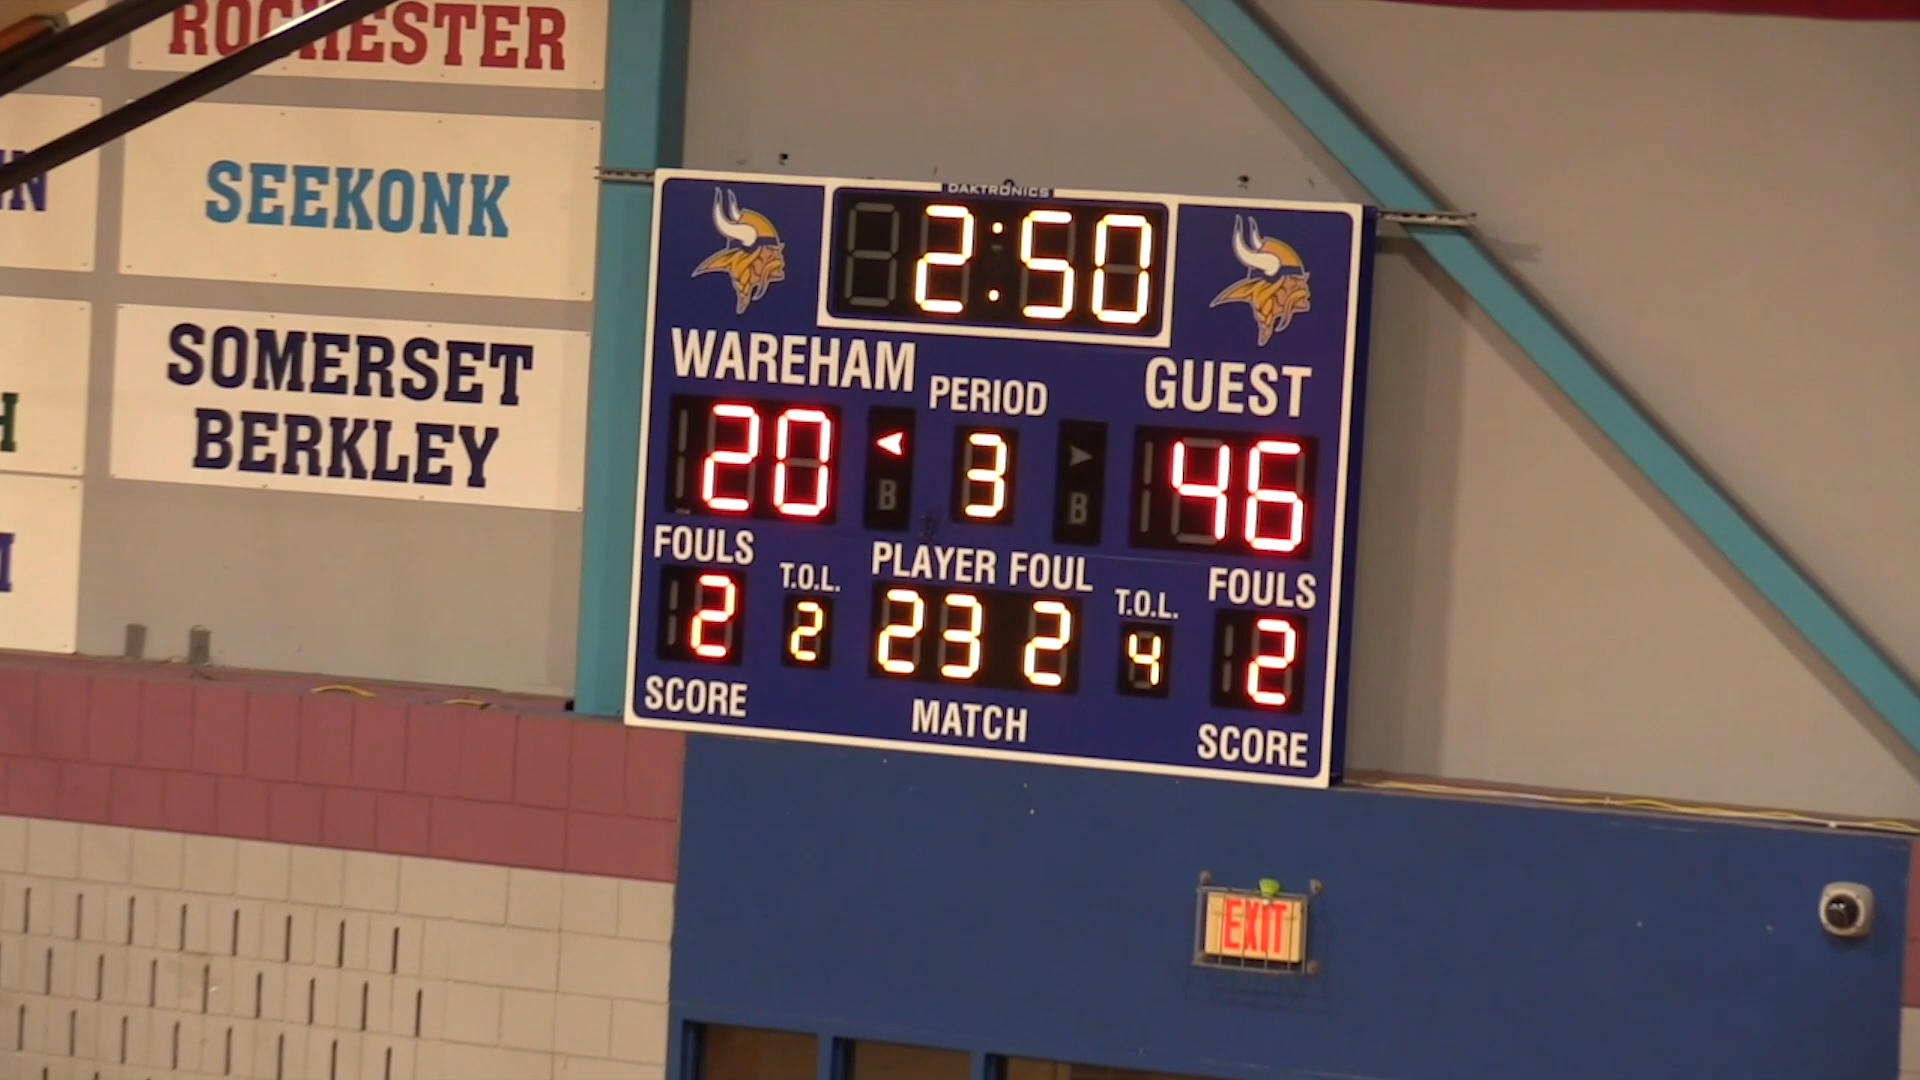 ROCHESTER
SEEKONK
SOMERSET
BERKLEY
DAKTRONICS
2:50
WAREHAM
PERIOD
GUEST
20
3
46
B
B
FOULS
PLAYER FOUL
FOULS
T.O.L.
T.O.L.
2
2
23 2
4
2
SCORE
MATCH
SCORE
EXIT